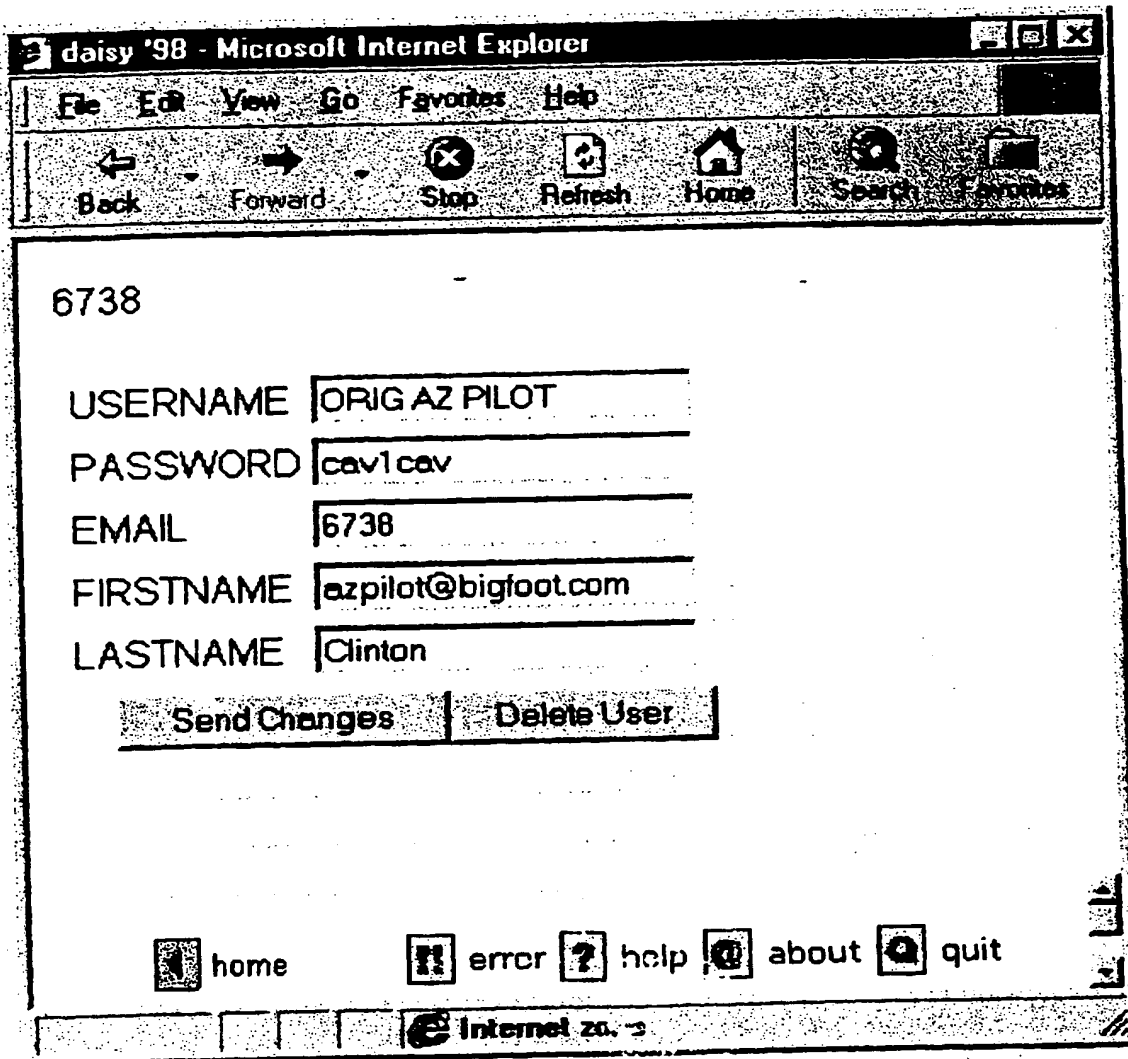 daisy '98 - Microsoft Internet Explorer
File Edit View Go Favorites Help
Back Forward Stop Refresh Home Search Favorites
6738
USERNAME ORIG AZ PILOT
PASSWORD cav1cav
EMAIL 6738
FIRSTNAME azpilot@bigfoot.com
LASTNAME Clinton
Send Changes Delete User
home error help about quit
Internet